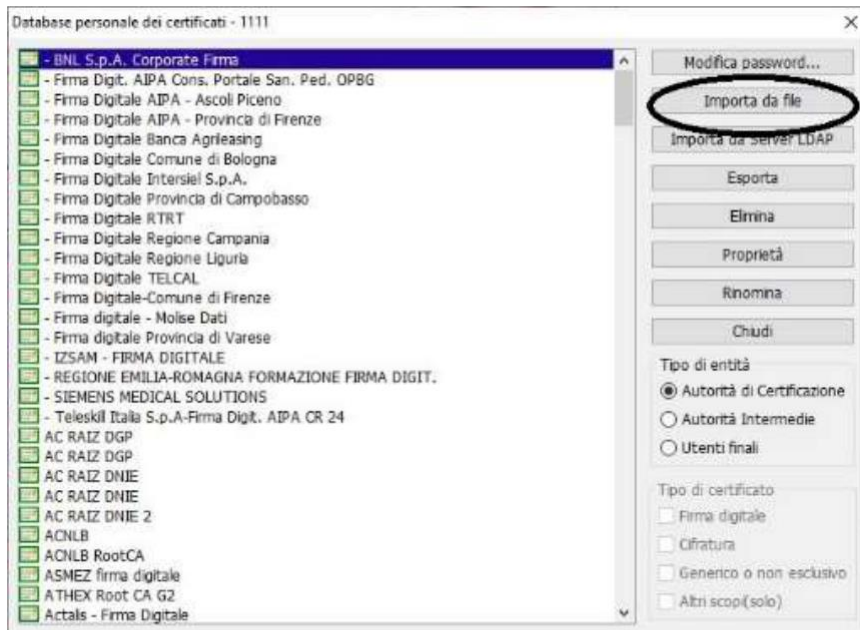 Database personale dei certificati - 1111
- BNL S.p.A. Corporate Firma
- Firma Digit. AIPA Cons. Portale San. Ped. OPBG
- Firma Digitale AIPA - Ascoli Piceno
- Firma Digitale AIPA - Provincia di Firenze
- Firma Digitale Banca Agrileasing
- Firma Digitale Comune di Bologna
- Firma Digitale Intersiel S.p.A.
- Firma Digitale Provincia di Campobasso
- Firma Digitale RTRT
- Firma Digitale Regione Campania
- Firma Digitale Regione Liguria
- Firma Digitale TELCAL
- Firma Digitale-Comune di Firenze
- Firma digitale - Molise Dati
- Firma digitale Provincia di Varese
- IZSAM - FIRMA DIGITALE
- REGIONE EMILIA-ROMAGNA FORMAZIONE FIRMA DIGIT.
- SIEMENS MEDICAL SOLUTIONS
- Teleskill Italia S.p.A-Firma Digit. AIPA CR 24
AC RAIZ DGP
AC RAIZ DGP
AC RAIZ DNIE
AC RAIZ DNIE
AC RAIZ DNIE 2
ACNLB
ACNLB RootCA
ASMEZ firma digitale
ATHEX Root CA G2
Actalis - Firma Digitale
Modifica password...
Importa da file
Importa da Server LDAP
Esporta
Elimina
Proprietà
Rinomina
Chiudi
Tipo di entità
Autorità di Certificazione
Autorità Intermedie
Utenti finali
Tipo di certificato
Firma digitale
Cifratura
Generico o non esclusivo
Altri scopi(solo)